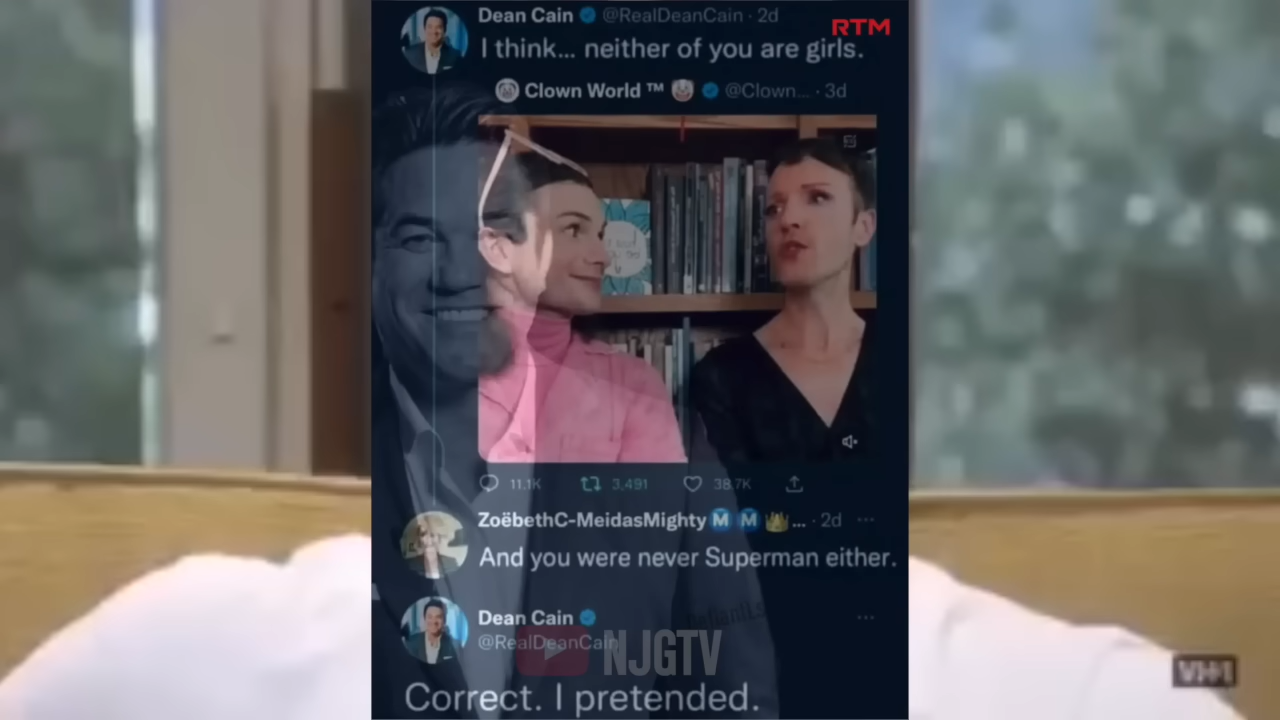 Dean Cain @RealDeanCain · 2d
RTM
I think... neither of you are girls.
Clown World ™ 🤡 @Clown... · 3d
11.1K 3,491 38.7K
ZoëbethC-MeidasMighty Ⓜ️ Ⓜ️ 👑... · 2d
And you were never Superman either.
Dean Cain
@RealDeanCain
NJGTV
Correct. I pretended.
VH1